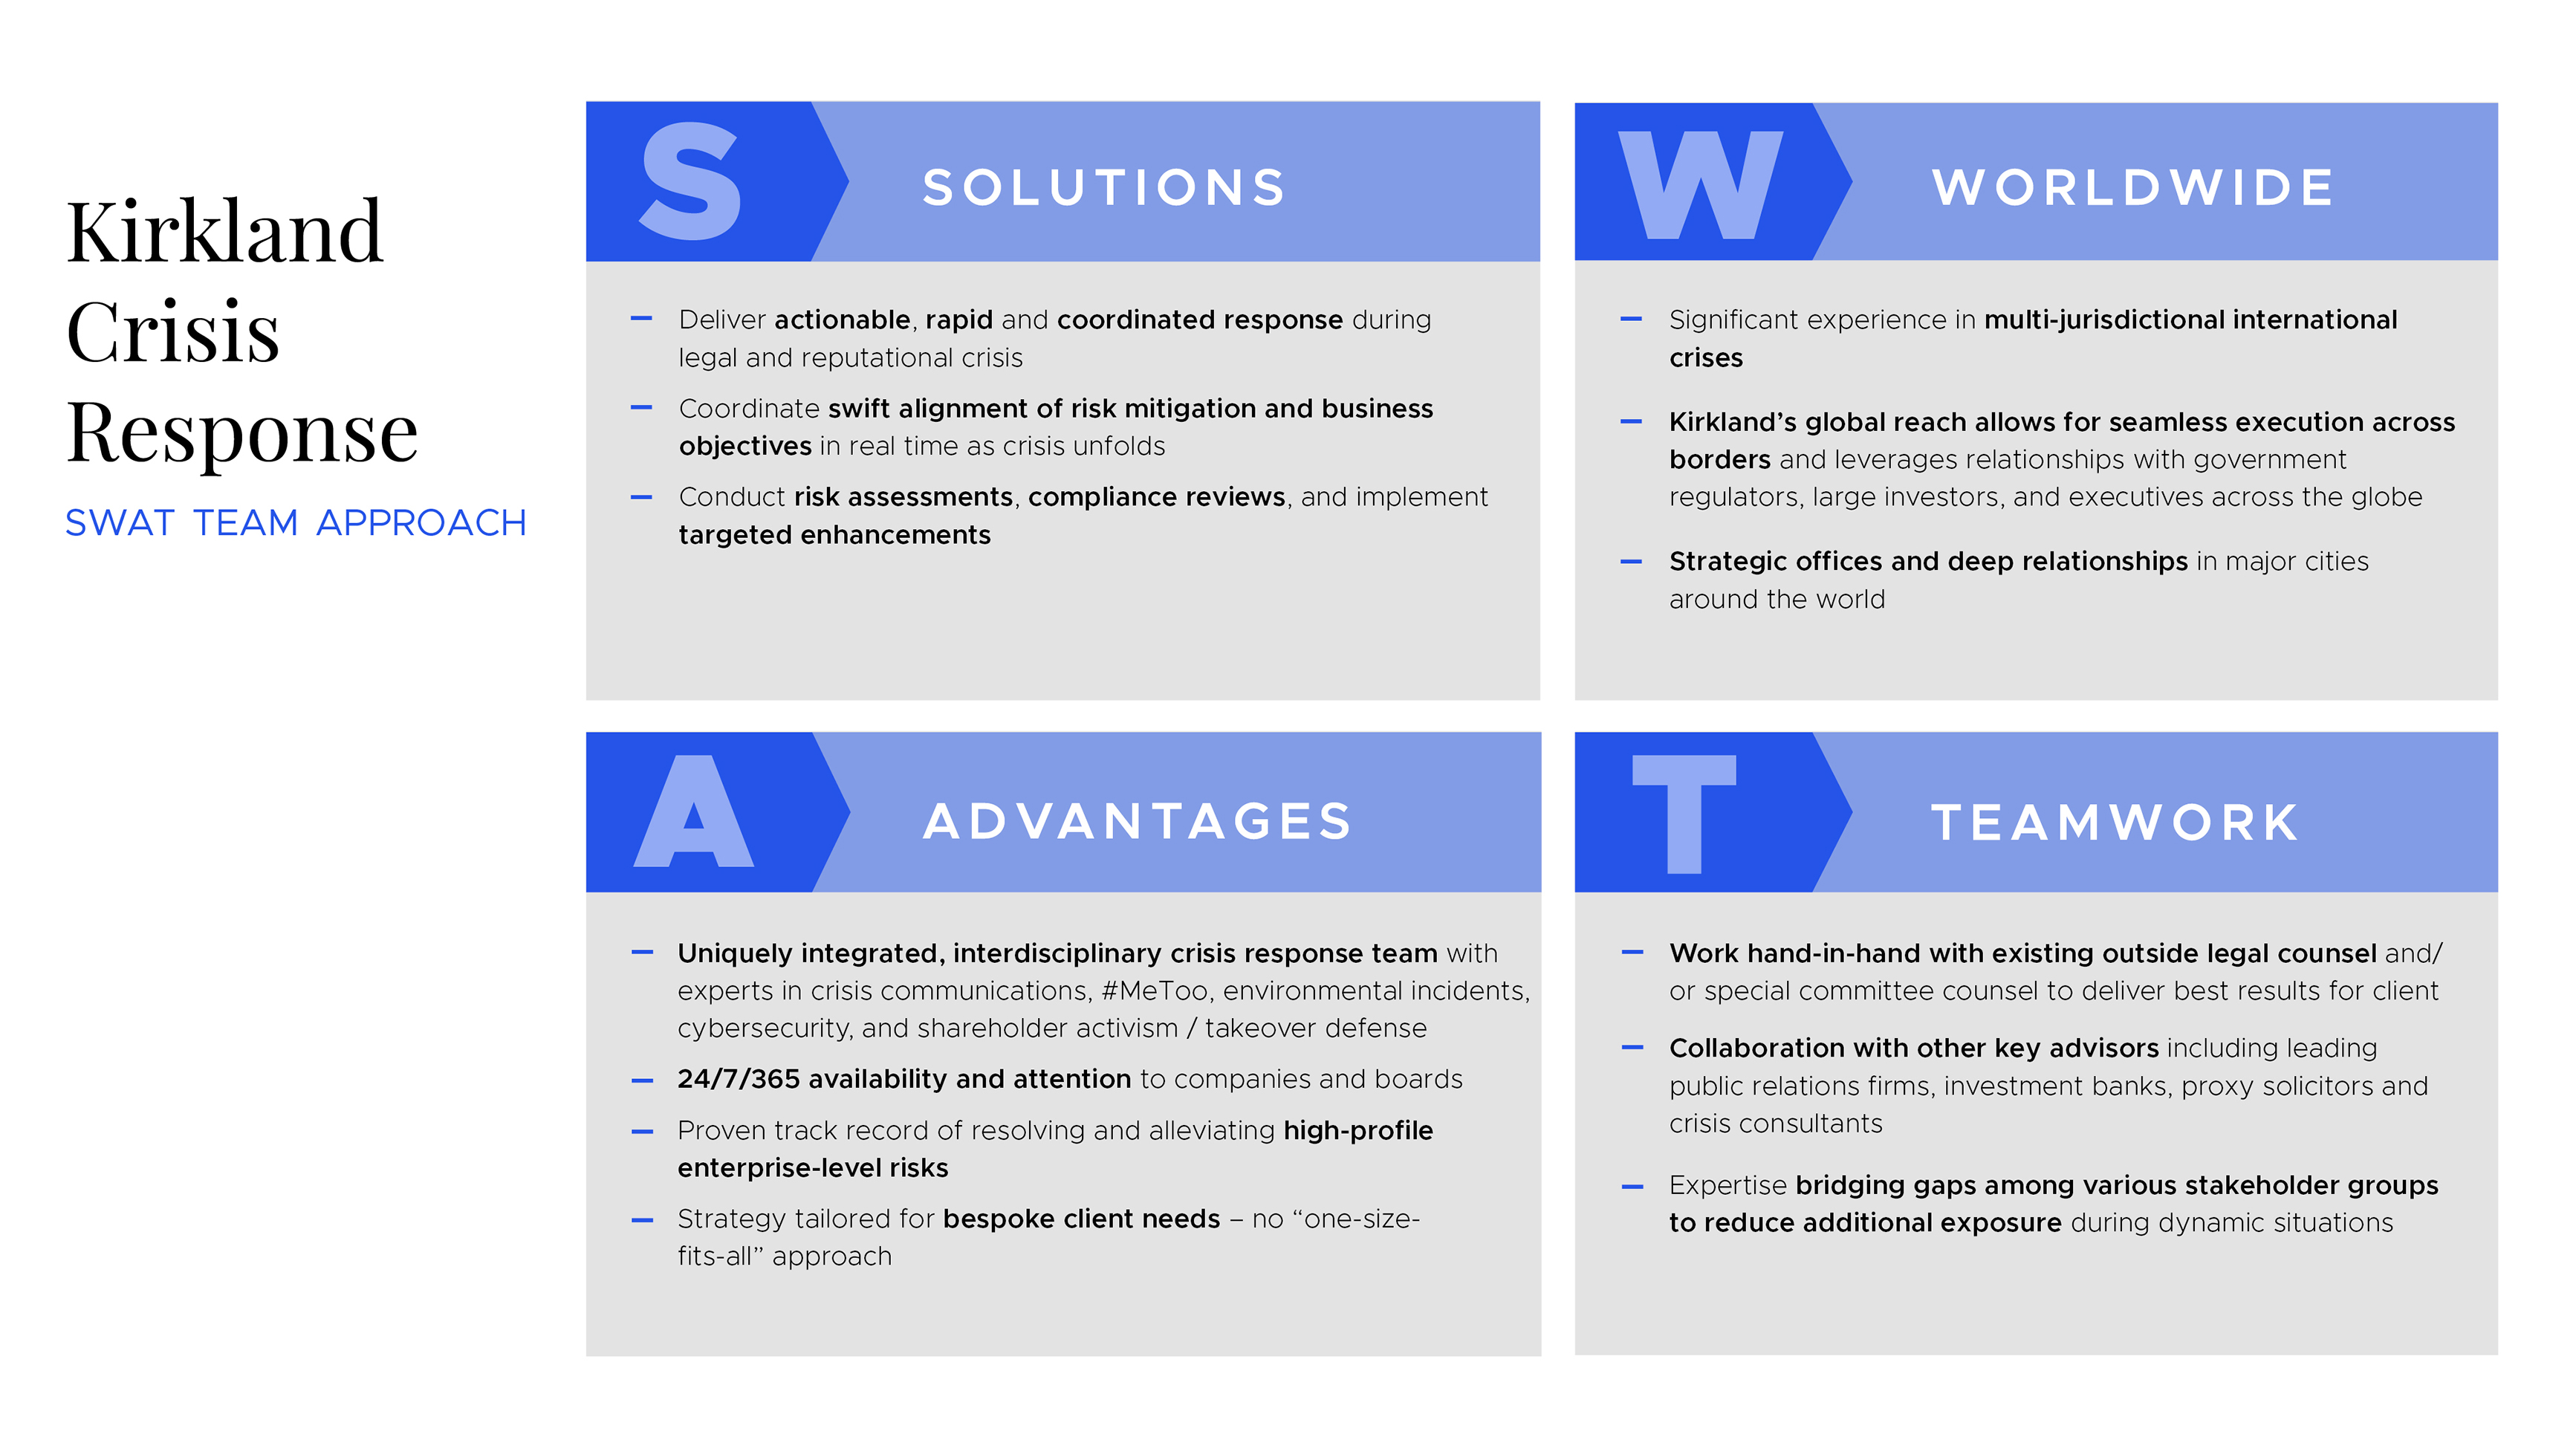 Kirkland
Crisis
Response
SWAT TEAM APPROACH
S
SOLUTIONS
– Deliver actionable, rapid and coordinated response during
legal and reputational crisis
– Coordinate swift alignment of risk mitigation and business
objectives in real time as crisis unfolds
– Conduct risk assessments, compliance reviews, and implement
targeted enhancements
W
WORLDWIDE
– Significant experience in multi-jurisdictional international
crises
– Kirkland’s global reach allows for seamless execution across
borders and leverages relationships with government
regulators, large investors, and executives across the globe
– Strategic offices and deep relationships in major cities
around the world
A
ADVANTAGES
– Uniquely integrated, interdisciplinary crisis response team with
experts in crisis communications, #MeToo, environmental incidents,
cybersecurity, and shareholder activism / takeover defense
– 24/7/365 availability and attention to companies and boards
– Proven track record of resolving and alleviating high-profile
enterprise-level risks
– Strategy tailored for bespoke client needs – no “one-size-
fits-all” approach
T
TEAMWORK
– Work hand-in-hand with existing outside legal counsel and/
or special committee counsel to deliver best results for client
– Collaboration with other key advisors including leading
public relations firms, investment banks, proxy solicitors and
crisis consultants
– Expertise bridging gaps among various stakeholder groups
to reduce additional exposure during dynamic situations